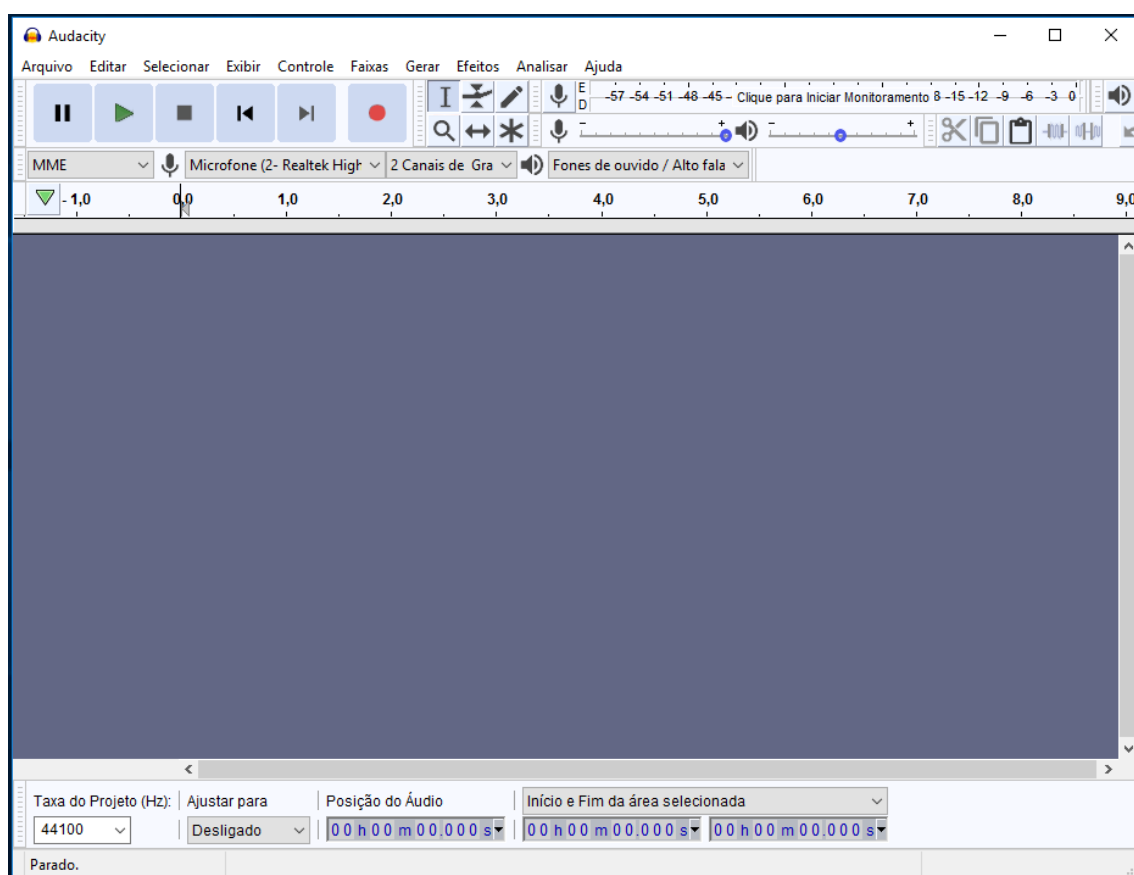 Audacity
Arquivo Editar Selecionar Exibir Controle Faixas Gerar Efeitos Analisar Ajuda
E
D
-57 -54 -51 -48 -45 - Clique para Iniciar Monitoramento 8 -15 -12 -9 -6 -3 0
- + - +
MME Microfone (2- Realtek High 2 Canais de Gra Fones de ouvido / Alto fala
- 1,0 0,0 1,0 2,0 3,0 4,0 5,0 6,0 7,0 8,0 9,0
Taxa do Projeto (Hz): Ajustar para Posição do Áudio Início e Fim da área selecionada
44100 Desligado 00 h 00 m 00.000 s 00 h 00 m 00.000 s 00 h 00 m 00.000 s
Parado.